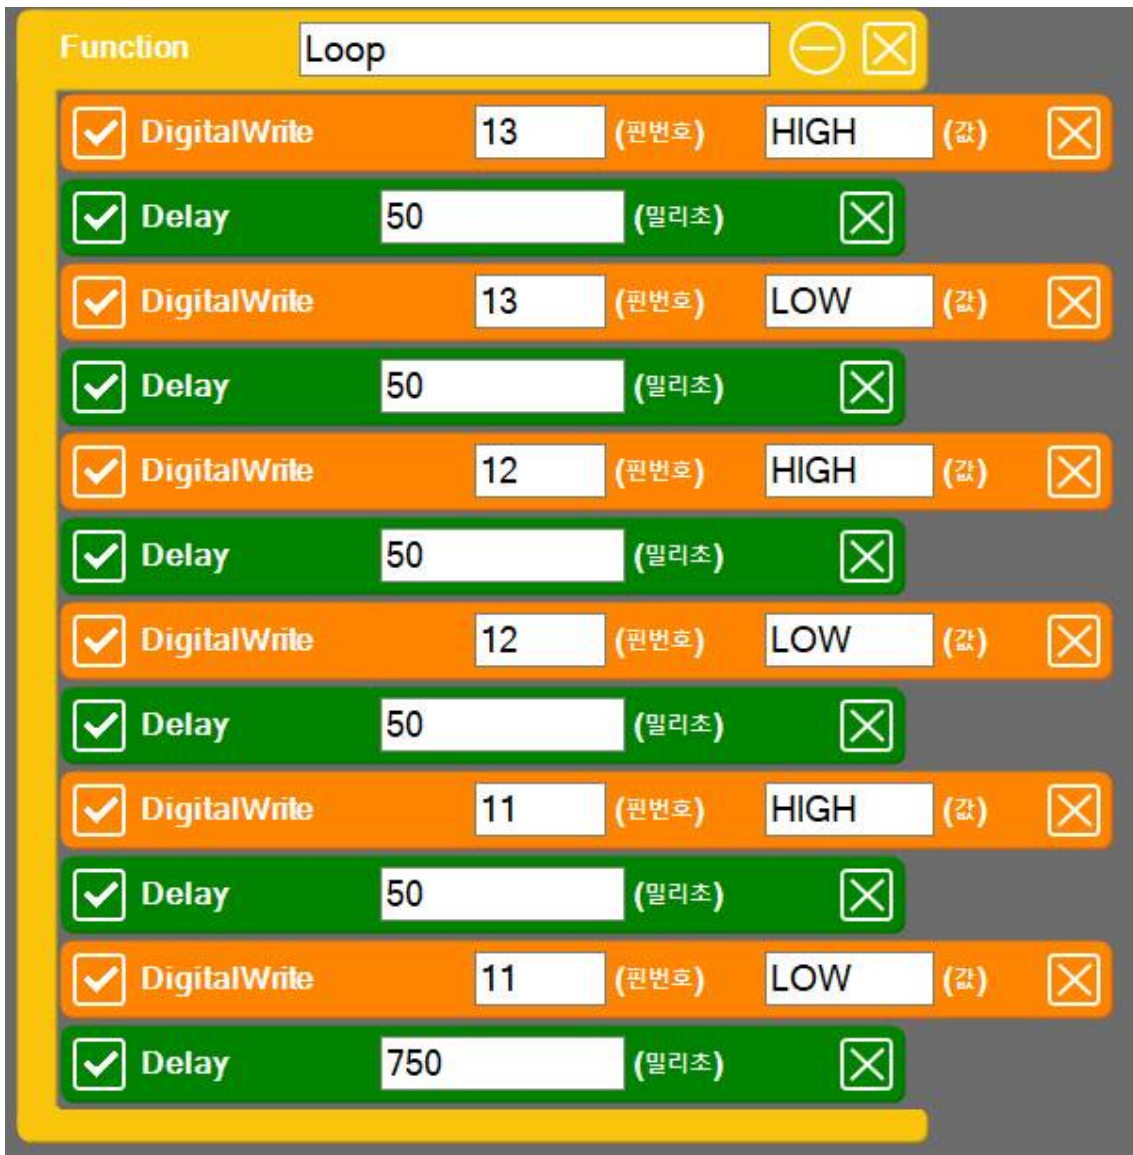 Function Loop
DigitalWrite 13 (핀번호) HIGH (값)
Delay 50 (밀리초)
DigitalWrite 13 (핀번호) LOW (값)
Delay 50 (밀리초)
DigitalWrite 12 (핀번호) HIGH (값)
Delay 50 (밀리초)
DigitalWrite 12 (핀번호) LOW (값)
Delay 50 (밀리초)
DigitalWrite 11 (핀번호) HIGH (값)
Delay 50 (밀리초)
DigitalWrite 11 (핀번호) LOW (값)
Delay 750 (밀리초)